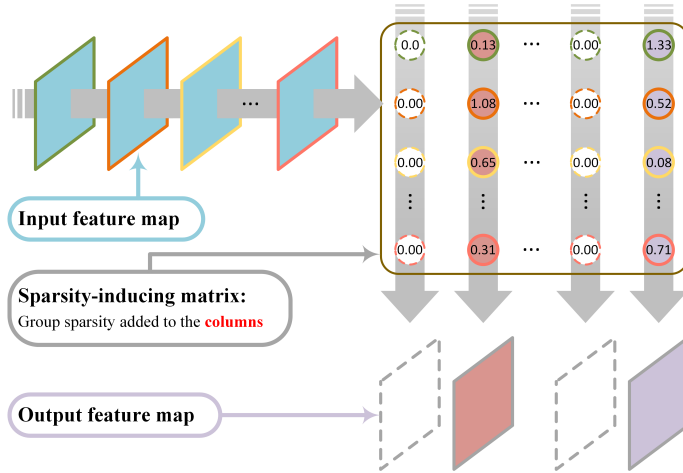 0.0 0.13 ... 0.00 1.33
0.00 1.08 0.00 0.52
...
0.00 0.65 0.00 0.08
Input feature map
⋮ ⋮ ⋮ ⋮
0.00 0.31 ... 0.00 0.71
Sparsity-inducing matrix:
Group sparsity added to the columns
Output feature map